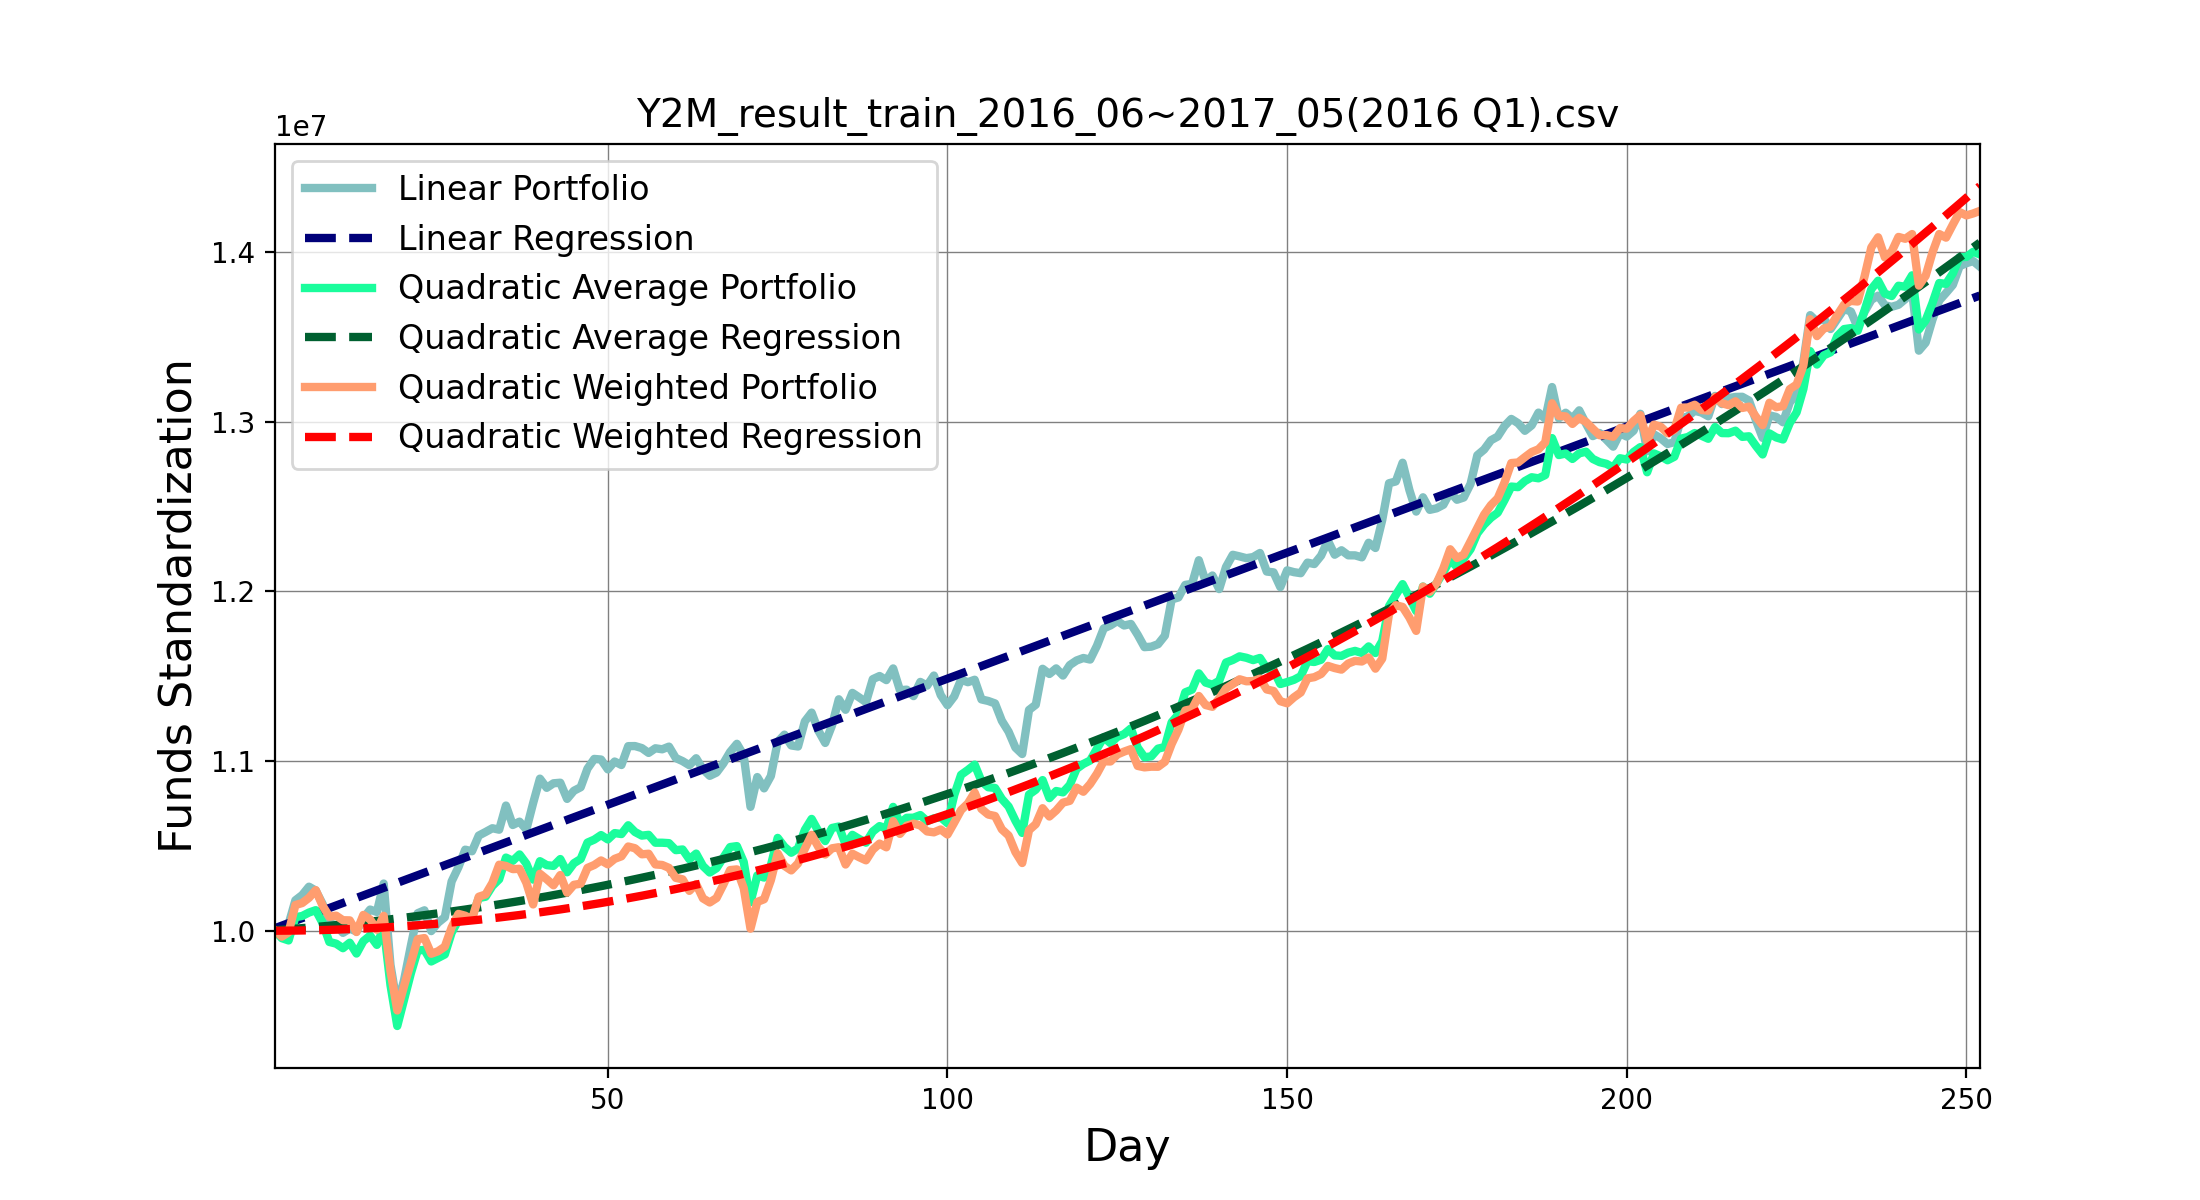 Y2M_result_train_2016_06~2017_05(2016 Q1).csv
1e7
Linear Portfolio
Linear Regression
Quadratic Average Portfolio
Quadratic Average Regression
Quadratic Weighted Portfolio
Quadratic Weighted Regression
Funds Standardization
1.4
1.3
1.2
1.1
1.0
50
100
150
200
250
Day